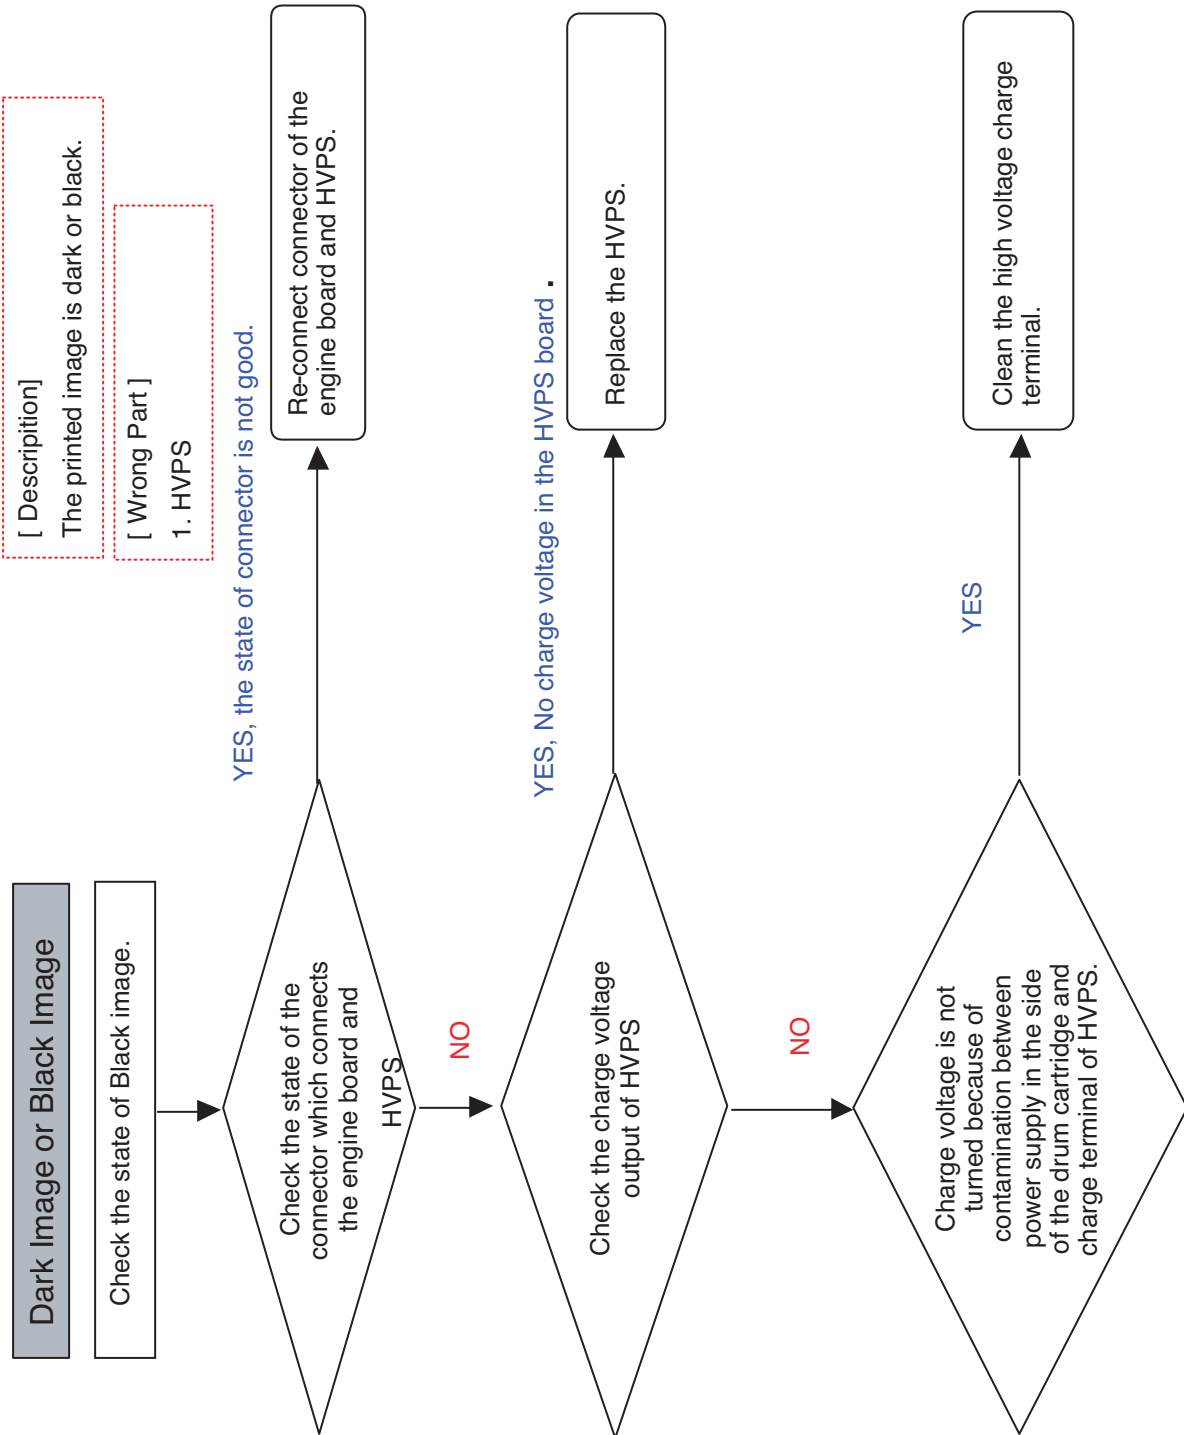 Dark Image or Black Image
[ Descripition]
The printed image is dark or black.
[ Wrong Part ]
1. HVPS
Check the state of Black image.
Check the state of the
connector which connects
the engine board and
HVPS
YES, the state of connector is not good.
Re-connect connector of the
engine board and HVPS.
NO
Check the charge voltage
output of HVPS
YES, No charge voltage in the HVPS board .
Replace the HVPS.
NO
Charge voltage is not
turned because of
contamination between
power supply in the side
of the drum cartridge and
charge terminal of HVPS.
YES
Clean the high voltage charge
terminal.